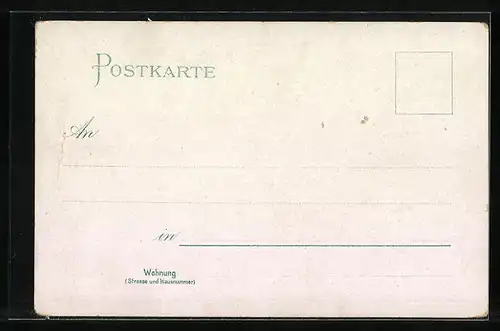 POSTKARTE
An
in
Wohnung
(Strasse und Hausnummer)